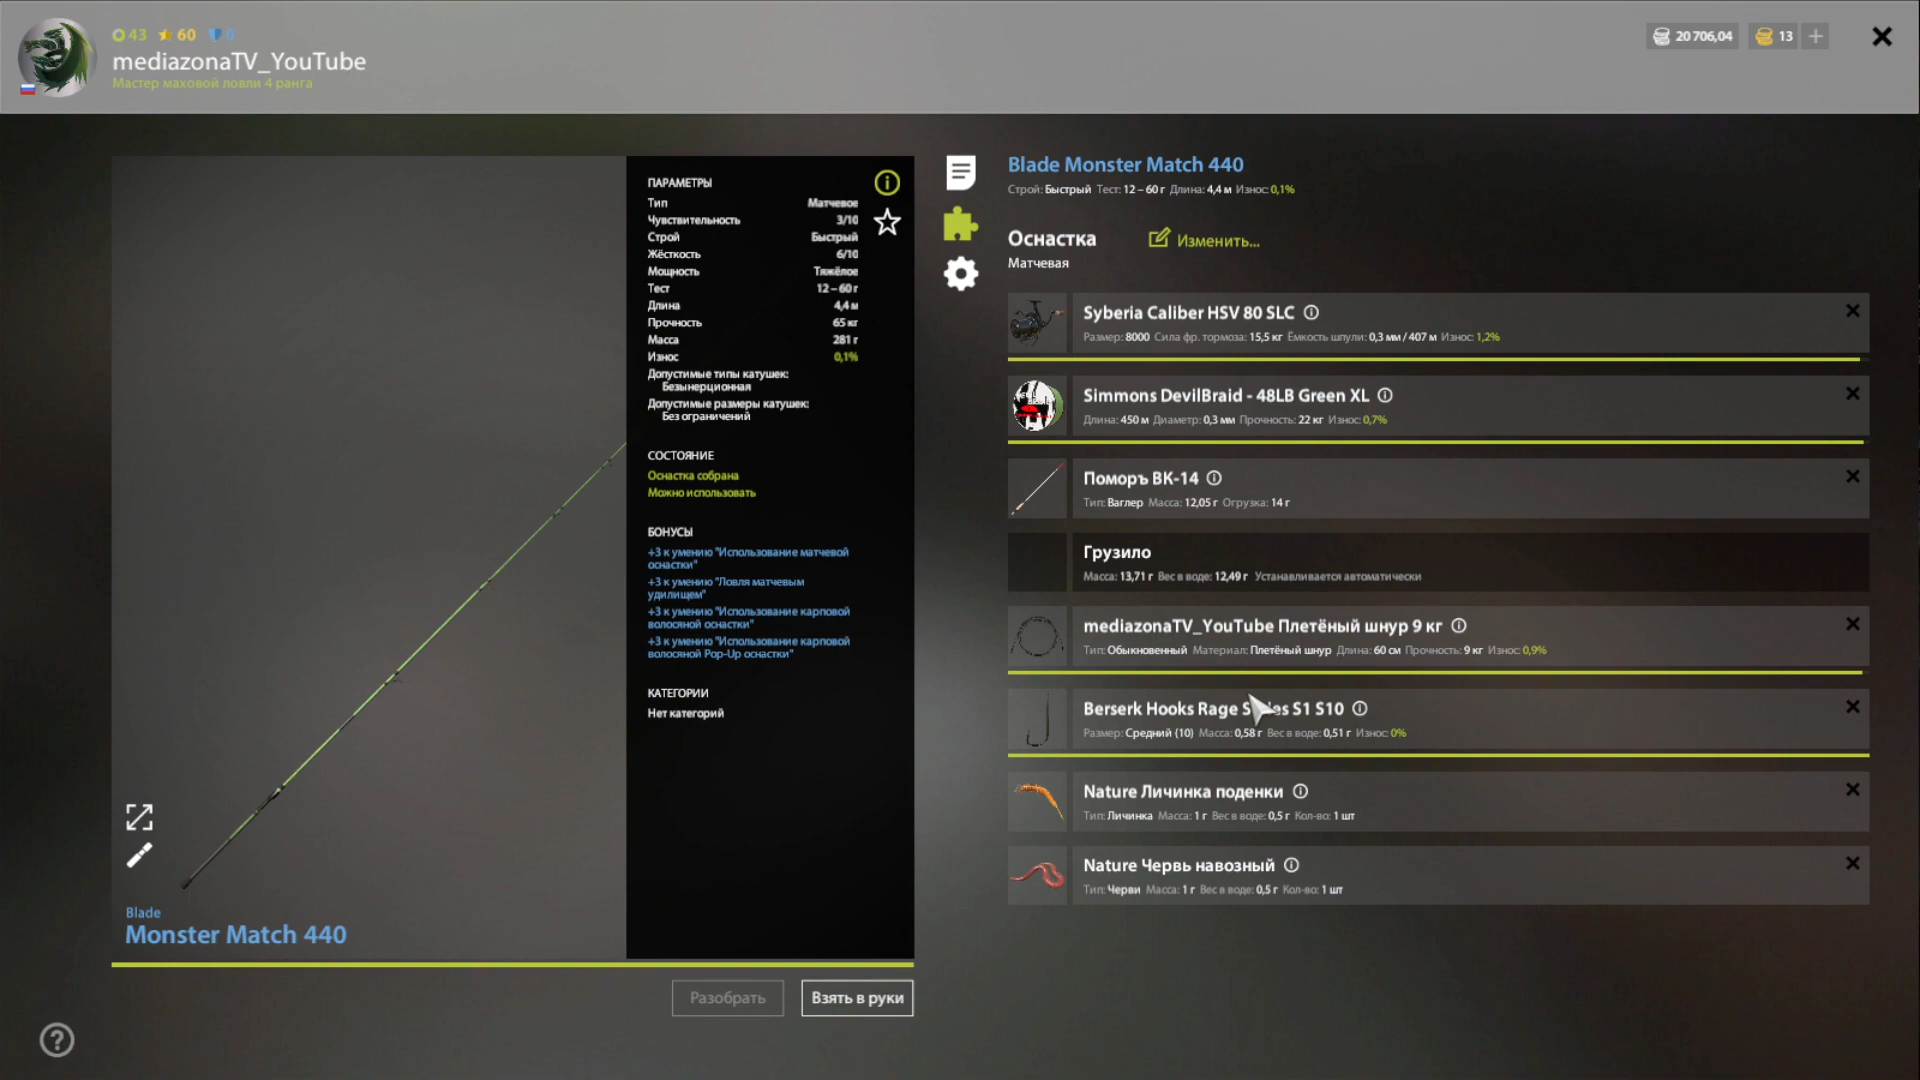 43 60 0
mediazonaTV_YouTube
Мастер маховой ловли 4 ранга
20 706,04 13
ПАРАМЕТРЫ
Тип Матчевое
Чувствительность 3/10
Строй Быстрый
Жёсткость 6/10
Мощность Тяжёлое
Тест 12 – 60 г
Длина 4,4 м
Прочность 65 кг
Масса 281 г
Износ 0,1%
Допустимые типы катушек:
Безынерционная
Допустимые размеры катушек:
Без ограничений
СОСТОЯНИЕ
Оснастка собрана
Можно использовать
БОНУСЫ
+3 к умению "Использование матчевой
оснастки"
+3 к умению "Ловля матчевым
удилищем"
+3 к умению "Использование карповой
волосяной оснастки"
+3 к умению "Использование карповой
волосяной Pop-Up оснастки"
КАТЕГОРИИ
Нет категорий
Blade
Monster Match 440
Разобрать Взять в руки
Blade Monster Match 440
Строй: Быстрый Тест: 12 – 60 г Длина: 4,4 м Износ: 0,1%
Оснастка Изменить...
Матчевая
Syberia Caliber HSV 80 SLC
Размер: 8000 Сила фр. тормоза: 15,5 кг Ёмкость шпули: 0,3 мм / 407 м Износ: 1,2%
Simmons DevilBraid - 48LB Green XL
Длина: 450 м Диаметр: 0,3 мм Прочность: 22 кг Износ: 0,7%
Поморъ ВК-14
Тип: Ваглер Масса: 12,05 г Огрузка: 14 г
Грузило
Масса: 13,71 г Вес в воде: 12,49 г Устанавливается автоматически
mediazonaTV_YouTube Плетёный шнур 9 кг
Тип: Обыкновенный Материал: Плетёный шнур Длина: 60 см Прочность: 9 кг Износ: 0,9%
Berserk Hooks Rage S1 S10
Размер: Средний (10) Масса: 0,58 г Вес в воде: 0,51 г Износ: 0%
Nature Личинка поденки
Тип: Личинка Масса: 1 г Вес в воде: 0,5 г Кол-во: 1 шт
Nature Червь навозный
Тип: Черви Масса: 1 г Вес в воде: 0,5 г Кол-во: 1 шт